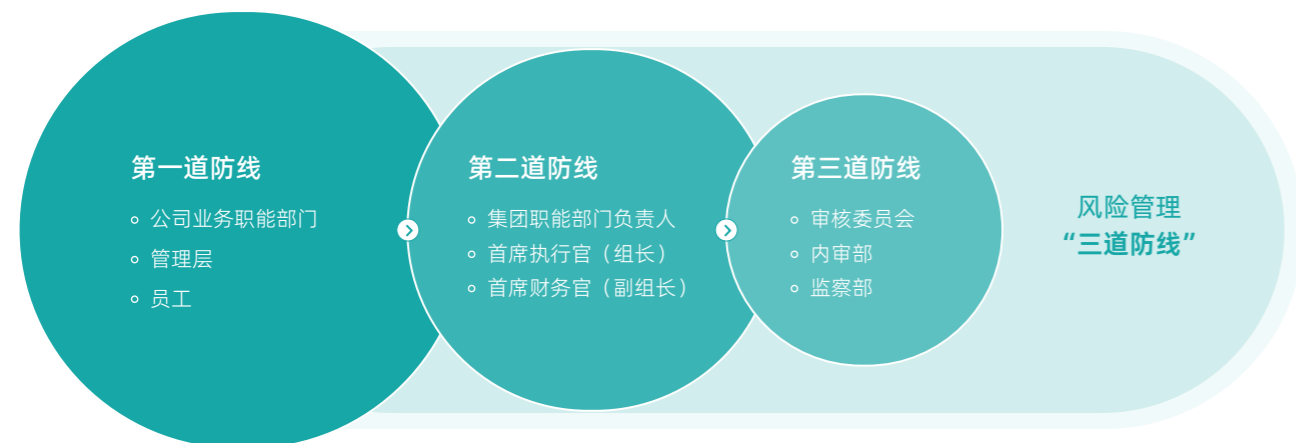 第一道防线
公司业务职能部门
管理层
员工
第二道防线
集团职能部门负责人
首席执行官（组长）
首席财务官（副组长）
第三道防线
审核委员会
内审部
监察部
风险管理
“三道防线”